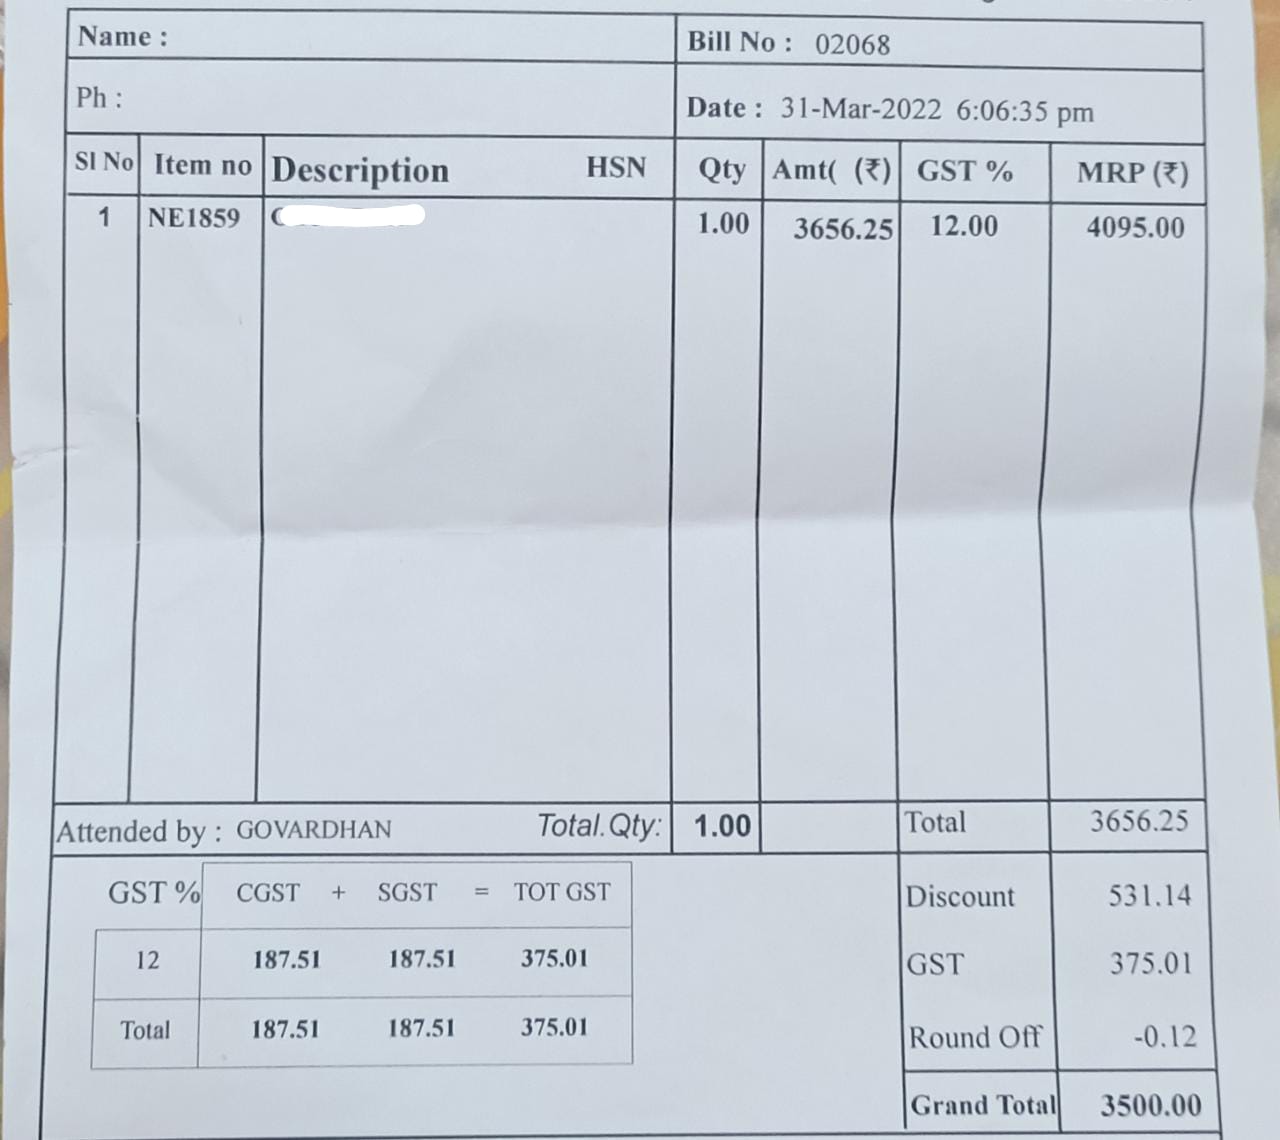 Name :
Bill No : 02068
Ph :
Date : 31-Mar-2022 6:06:35 pm
Sl No Item no Description HSN Qty Amt( (₹) GST % MRP (₹)
1 NE1859 1.00 3656.25 12.00 4095.00
Attended by : GOVARDHAN Total.Qty: 1.00 Total 3656.25
GST % CGST + SGST = TOT GST
Discount 531.14
12 187.51 187.51 375.01
GST 375.01
Total 187.51 187.51 375.01
Round Off -0.12
Grand Total 3500.00